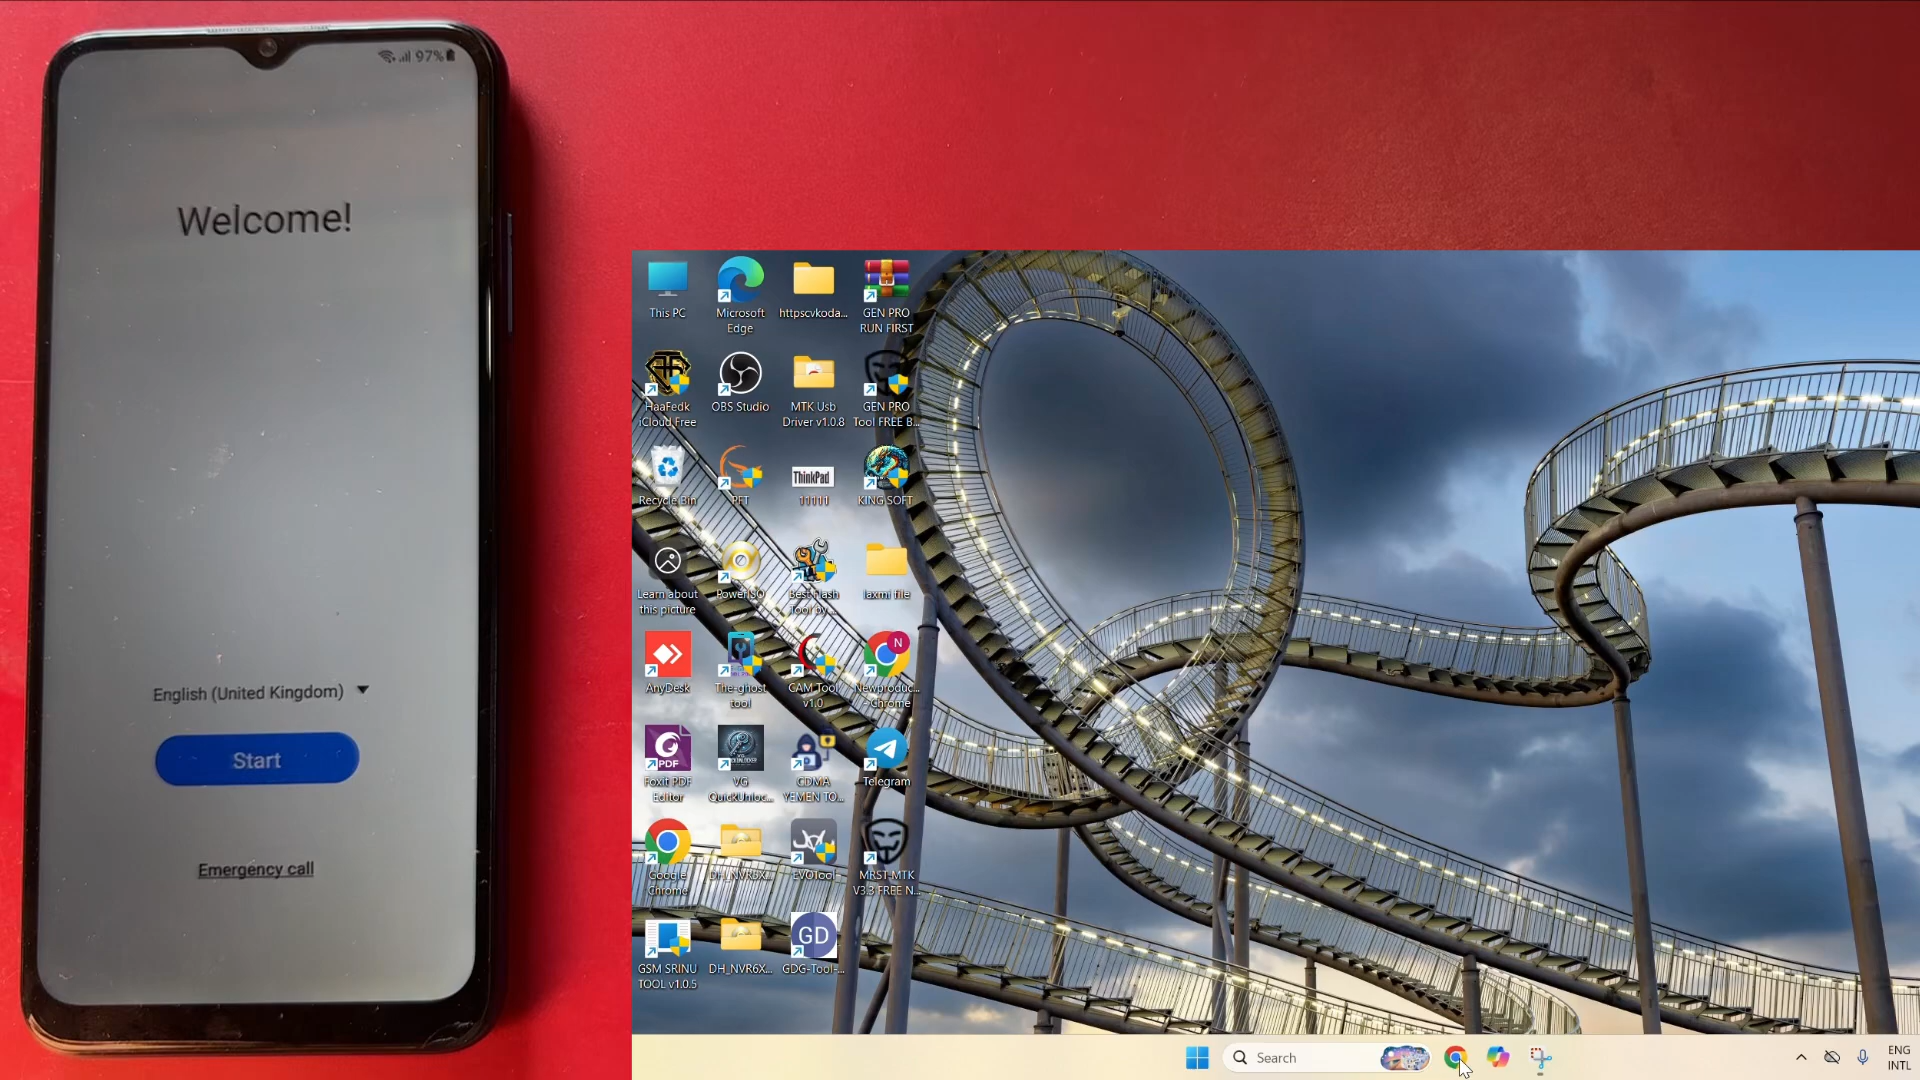 97%
Welcome!
English (United Kingdom)
Start
Emergency call
This PC
Microsoft
Edge
httpscvkoda...
GEN PRO
RUN FIRST
HaaFedk
iCloud Free
OBS Studio
MTK Usb
Driver v1.0.8
GEN PRO
Tool FREE B...
Recycle Bin
PFT
ThinkPad
11111
KING SOFT
Learn about
this picture
PowerISO
Best flash
Tool by...
laxmi file
AnyDesk
The-ghost
tool
CAM Tool
v1.0
N
Newproduc...
- Chrome
PDF
Foxit PDF
Editor
VG
QuickUnloc...
CDMA
YEMEN TO...
Telegram
Google
Chrome
DH_NVR5X...
EVOTool
MRST MTK
V3.3 FREE N...
GSM SRINU
TOOL v1.0.5
DH_NVR6X...
GD
GDG-Tool-...
Search
ENG
INTL